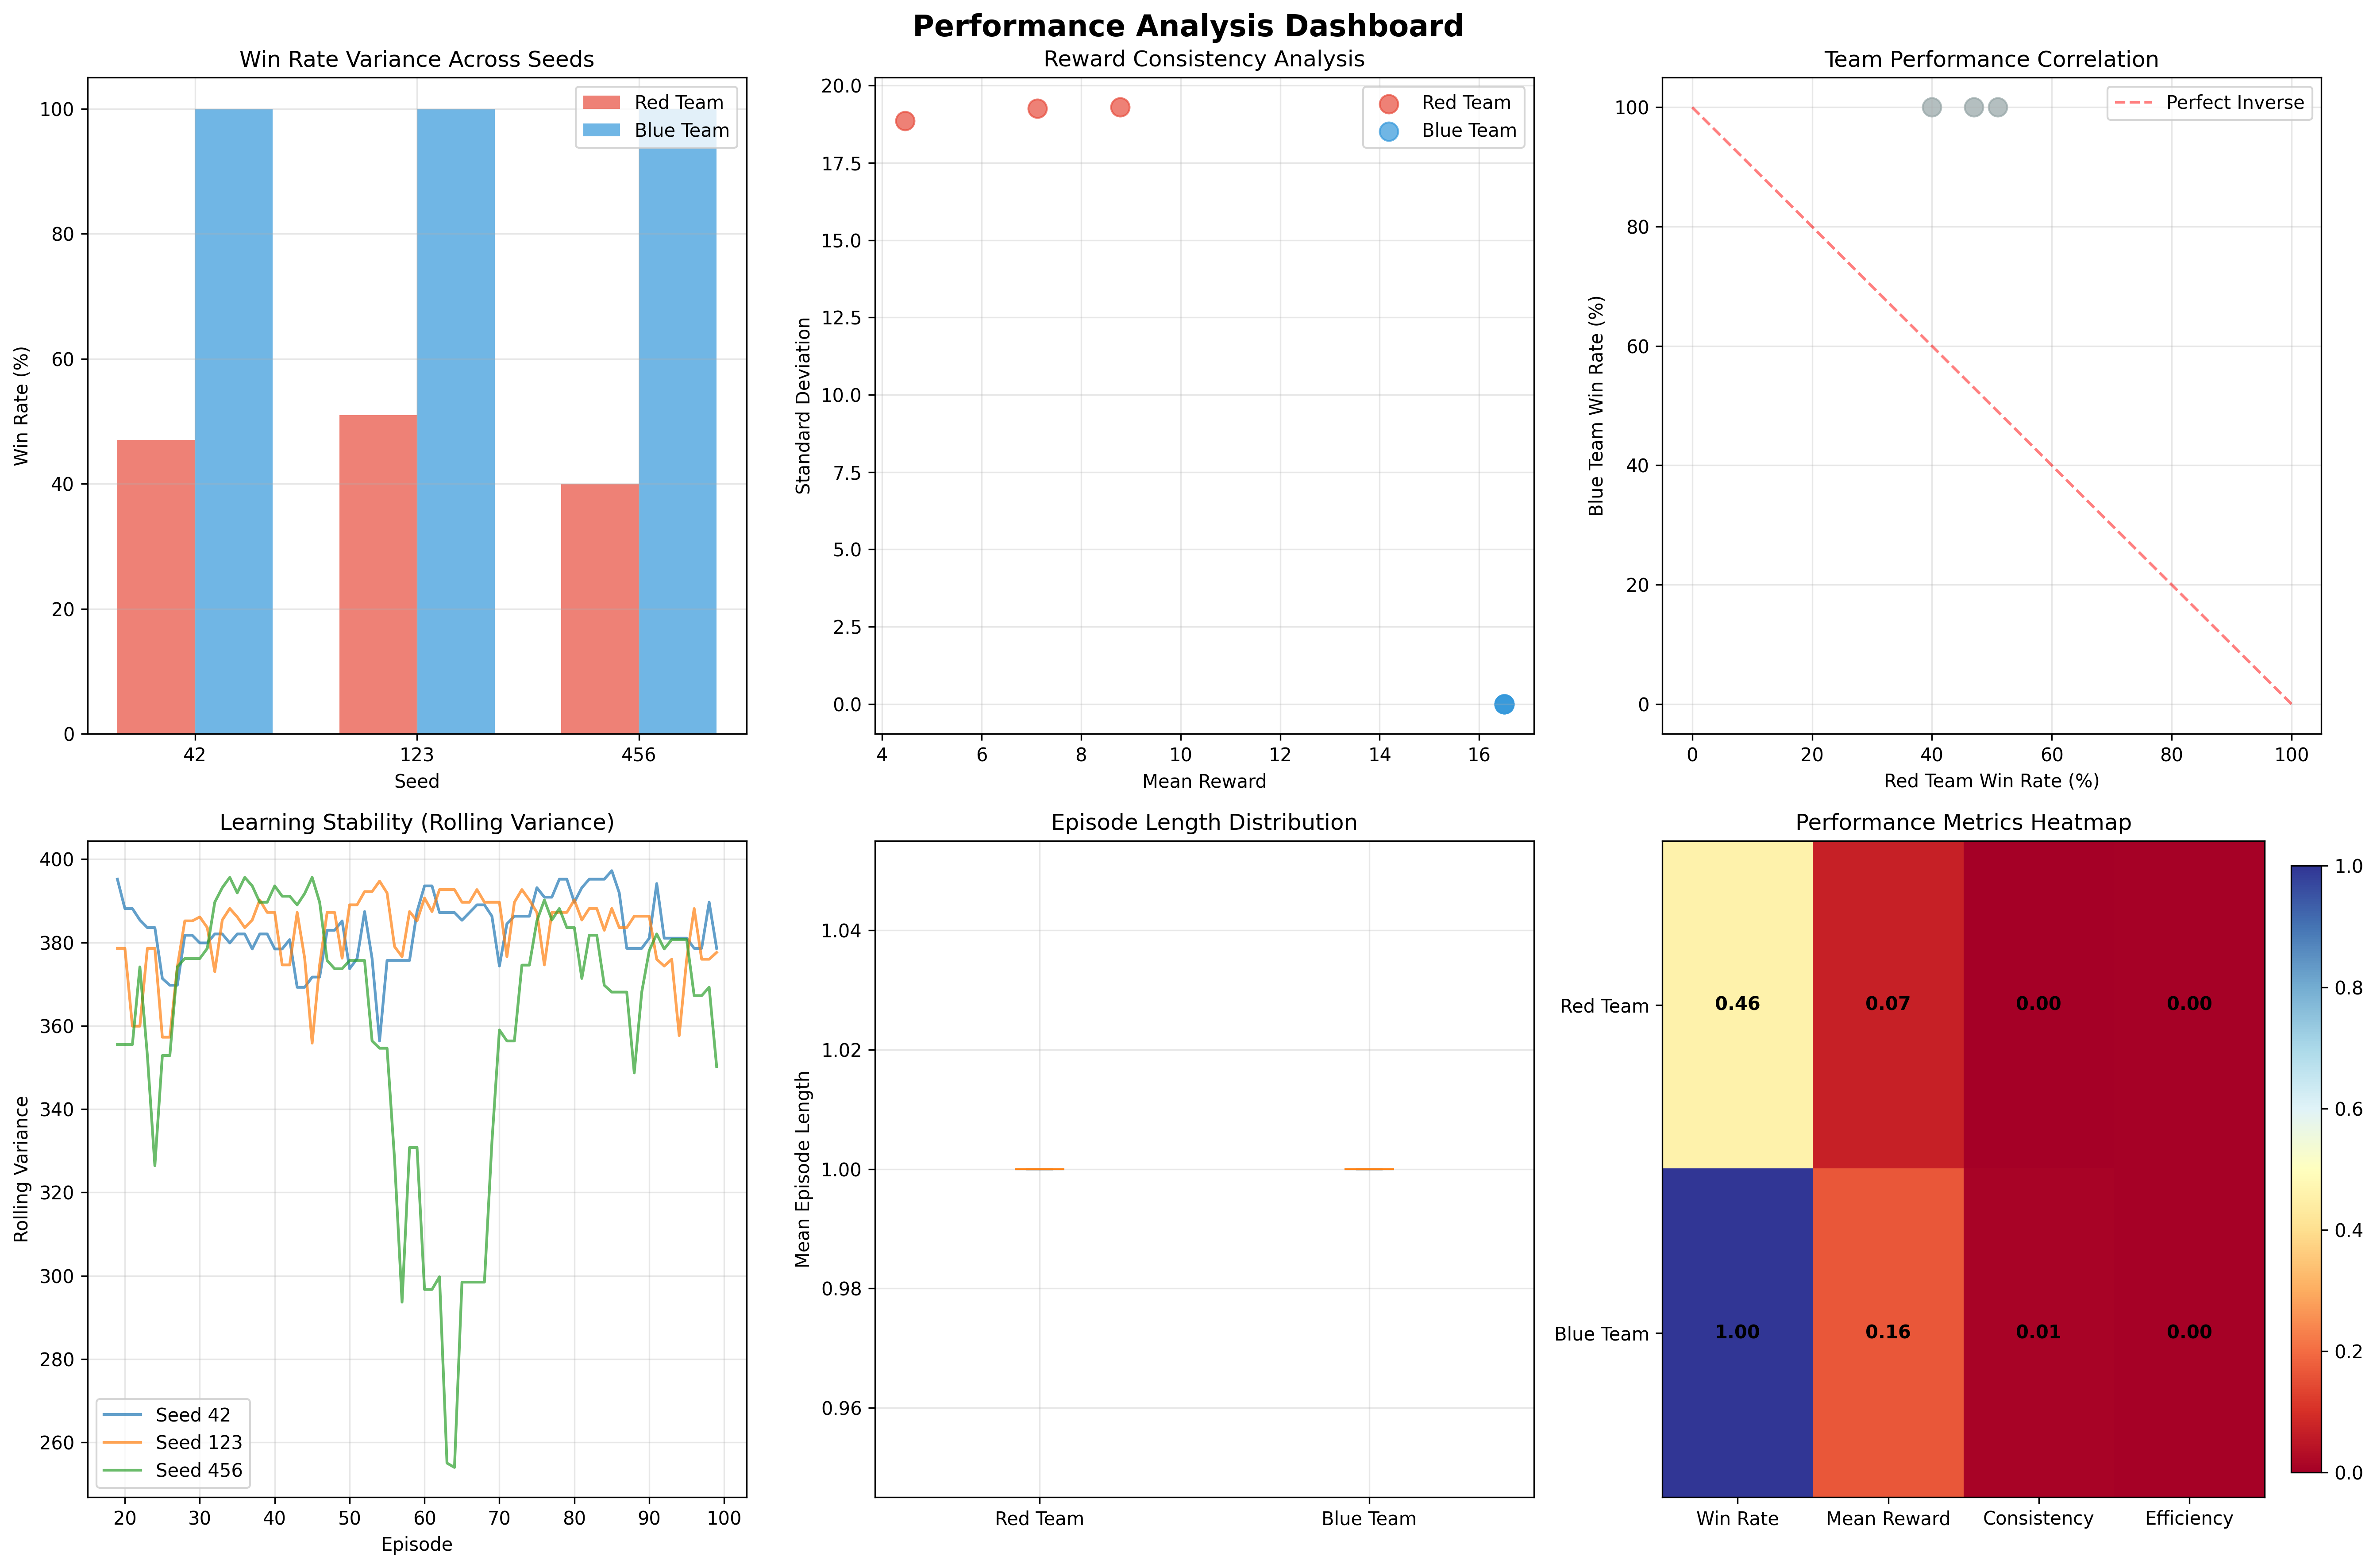 Performance Analysis Dashboard
Win Rate Variance Across Seeds
Red Team
Blue Team
Win Rate (%)
100
80
60
40
20
0
42
123
456
Seed
Reward Consistency Analysis
Red Team
Blue Team
Standard Deviation
20.0
17.5
15.0
12.5
10.0
7.5
5.0
2.5
0.0
4
6
8
10
12
14
16
Mean Reward
Team Performance Correlation
Perfect Inverse
Blue Team Win Rate (%)
100
80
60
40
20
0
0
20
40
60
80
100
Red Team Win Rate (%)
Learning Stability (Rolling Variance)
Rolling Variance
400
380
360
340
320
300
280
260
Seed 42
Seed 123
Seed 456
20
30
40
50
60
70
80
90
100
Episode
Episode Length Distribution
Mean Episode Length
1.04
1.02
1.00
0.98
0.96
Red Team
Blue Team
Performance Metrics Heatmap
Red Team
0.46
0.07
0.00
0.00
Blue Team
1.00
0.16
0.01
0.00
Win Rate
Mean Reward
Consistency
Efficiency
1.0
0.8
0.6
0.4
0.2
0.0